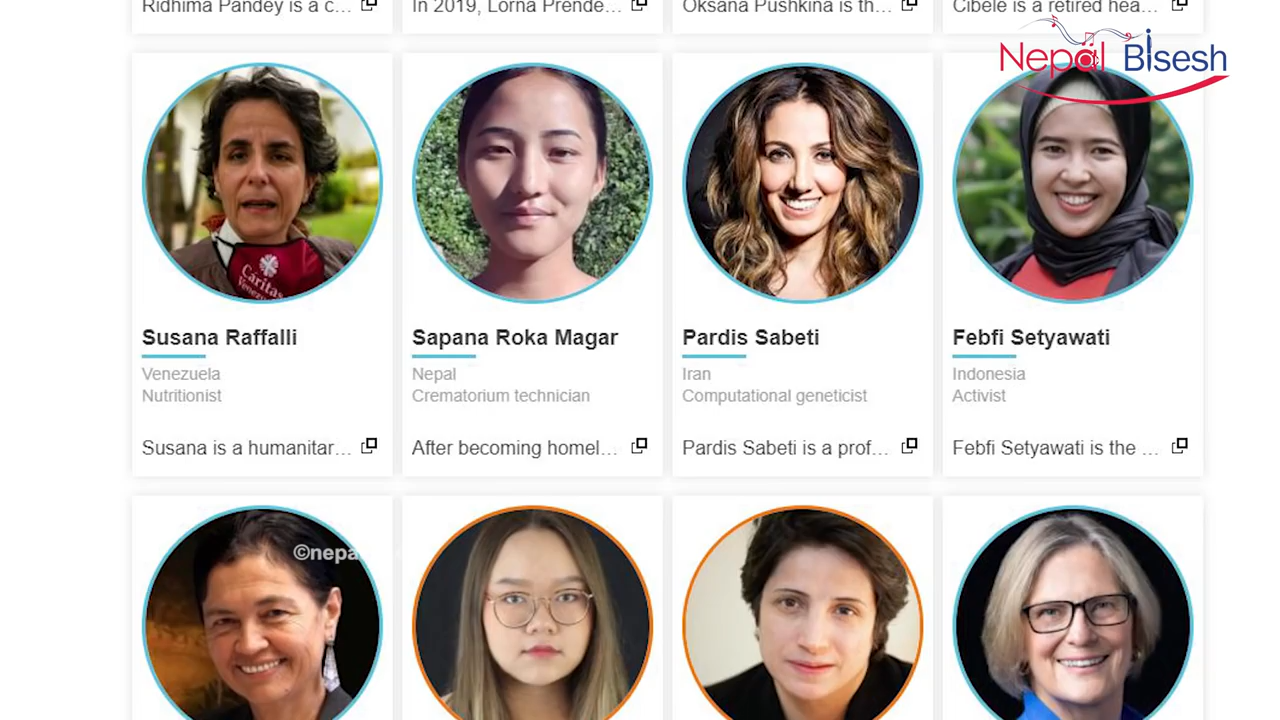 Ridhima Pandey is a c...
In 2019, Lorna Prende...
Oksana Pushkina is th...
Cibele is a retired hea...
Nepal Bisesh
Cáritas
Susana Raffalli
Venezuela
Nutritionist
Susana is a humanitar...
Sapana Roka Magar
Nepal
Crematorium technician
After becoming homel...
Pardis Sabeti
Iran
Computational geneticist
Pardis Sabeti is a prof...
Febfi Setyawati
Indonesia
Activist
Febfi Setyawati is the ...
©nepa